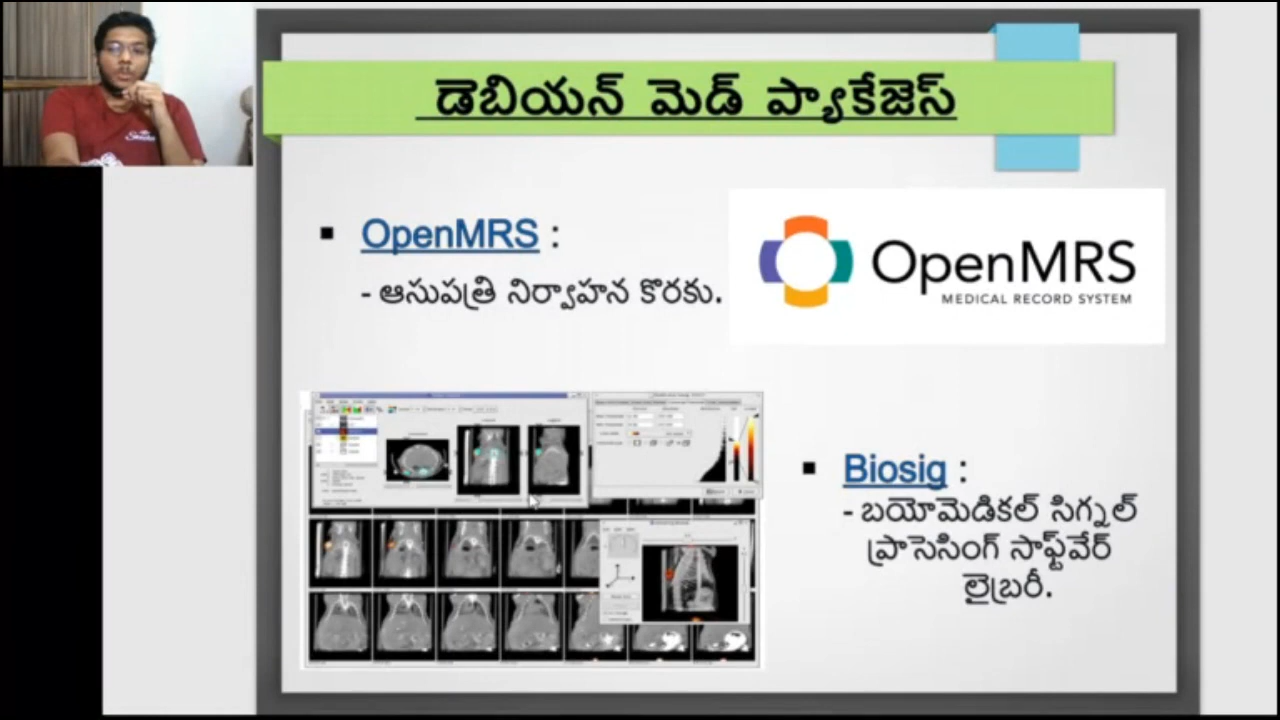 డెబియన్ మెడ్ ప్యాకేజెస్
OpenMRS :
- ఆసుపత్రి నిర్వాహన కొరకు.
OpenMRS
MEDICAL RECORD SYSTEM
Biosig :
- బయోమెడికల్ సిగ్నల్
ప్రాసెసింగ్ సాఫ్ట్‌వేర్
లైబ్రరీ.